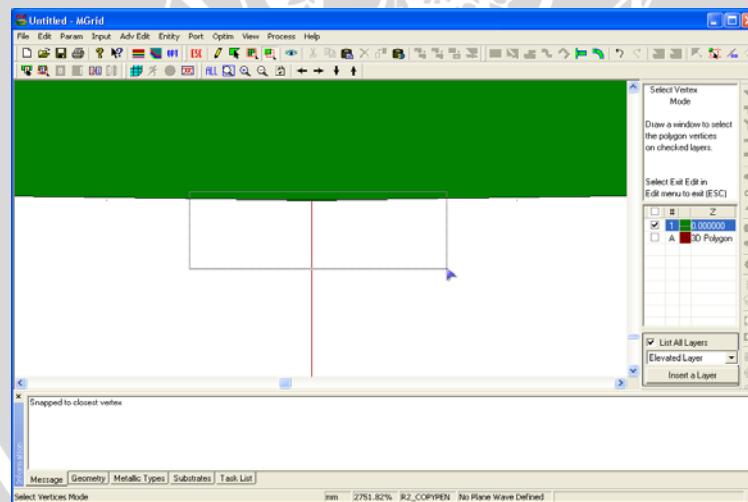 Untitled - MGrid
File Edit Param Input Adv Edit Entity Port Optim View Process Help
ALL
Select Vertex
Mode
Draw a window to select
the polygon vertices
on checked layers.
Select Exit Edit in
Edit menu to exit (ESC)
# Z
1 0.000000
A 3D Polygon
List All Layers
Elevated Layer
Insert a Layer
Snapped to closest vertex
Information
Message Geometry Metallic Types Substrates Task List
Select Vertices Mode mm 2751.82% R2_COPYPEN No Plane Wave Defined